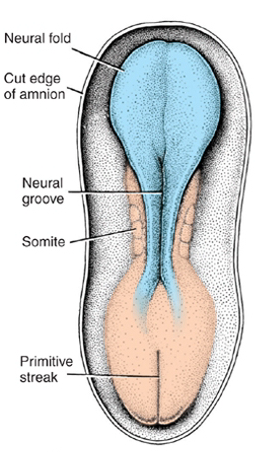 Neural fold
Cut edge
of amnion
Neural
groove
Somite
Primitive
streak